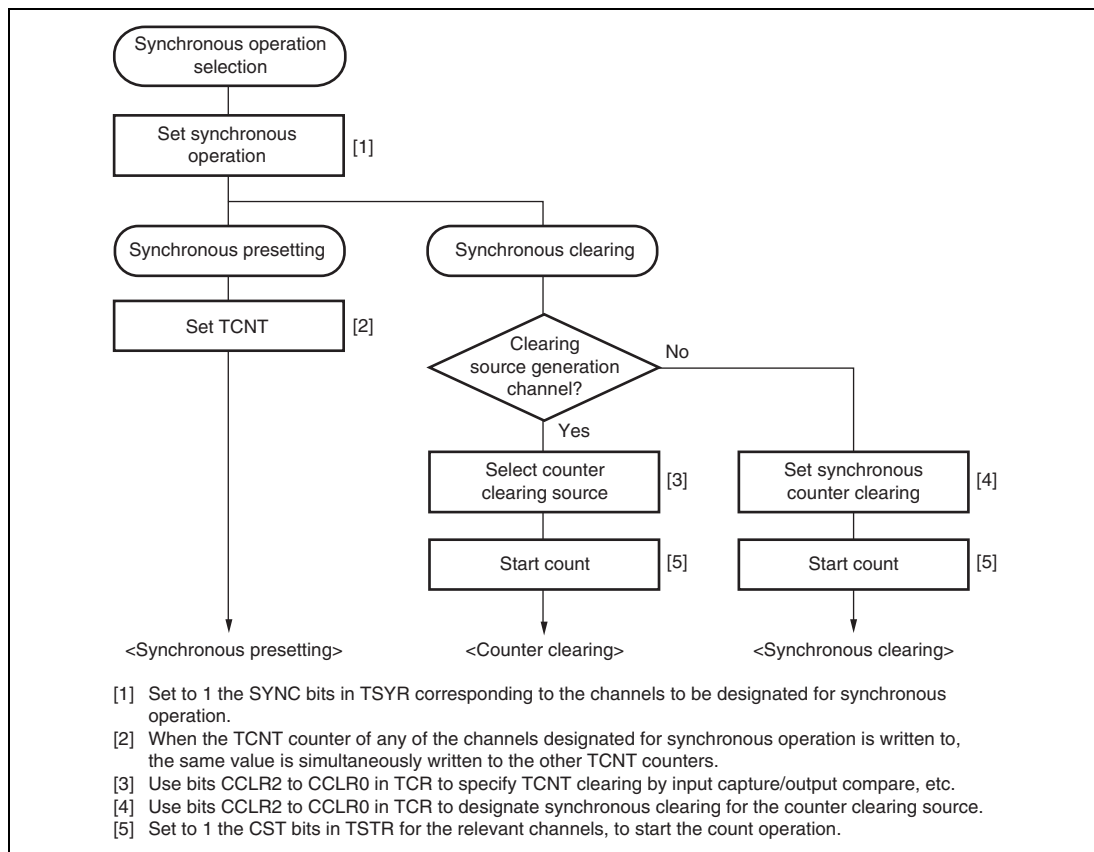 Synchronous operation
selection
Set synchronous
operation
[1]
Synchronous presetting
Synchronous clearing
Set TCNT
[2]
Clearing
source generation
channel?
No
Yes
Select counter
clearing source
[3]
Set synchronous
counter clearing
[4]
Start count
[5]
Start count
[5]
<Synchronous presetting>
<Counter clearing>
<Synchronous clearing>
[1] Set to 1 the SYNC bits in TSYR corresponding to the channels to be designated for synchronous
operation.
[2] When the TCNT counter of any of the channels designated for synchronous operation is written to,
the same value is simultaneously written to the other TCNT counters.
[3] Use bits CCLR2 to CCLR0 in TCR to specify TCNT clearing by input capture/output compare, etc.
[4] Use bits CCLR2 to CCLR0 in TCR to designate synchronous clearing for the counter clearing source.
[5] Set to 1 the CST bits in TSTR for the relevant channels, to start the count operation.